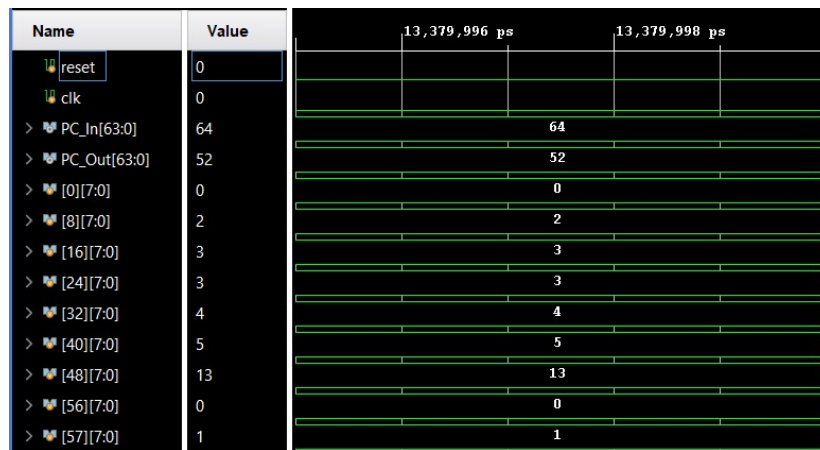 Name Value 13,379,996 ps 13,379,998 ps
reset 0
clk 0
> PC_In[63:0] 64 64
> PC_Out[63:0] 52 52
> [0][7:0] 0 0
> [8][7:0] 2 2
> [16][7:0] 3 3
> [24][7:0] 3 3
> [32][7:0] 4 4
> [40][7:0] 5 5
> [48][7:0] 13 13
> [56][7:0] 0 0
> [57][7:0] 1 1